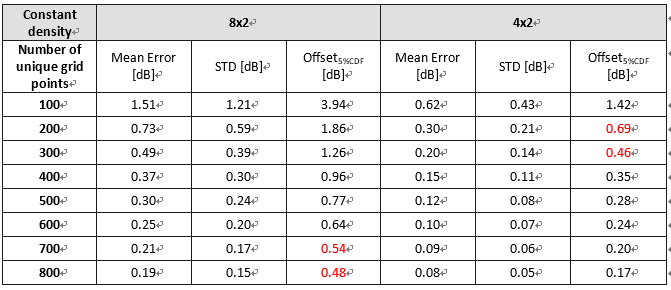 Constant density 8x2 4x2
Number of unique grid points Mean Error [dB] STD [dB] Offset5%CDF [dB] Mean Error [dB] STD [dB] Offset5%CDF [dB]
100 1.51 1.21 3.94 0.62 0.43 1.42
200 0.73 0.59 1.86 0.30 0.21 0.69
300 0.49 0.39 1.26 0.20 0.14 0.46
400 0.37 0.30 0.96 0.15 0.11 0.35
500 0.30 0.24 0.77 0.12 0.08 0.28
600 0.25 0.20 0.64 0.10 0.07 0.24
700 0.21 0.17 0.54 0.09 0.06 0.20
800 0.19 0.15 0.48 0.08 0.05 0.17